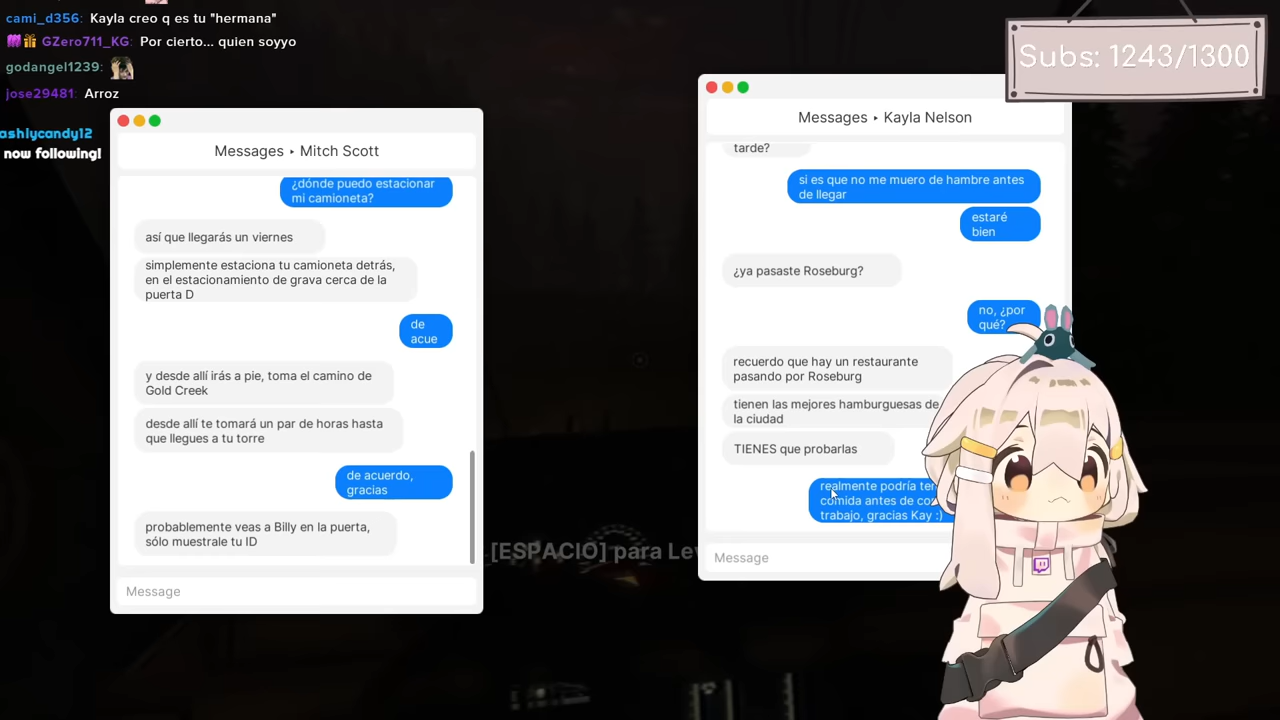 cami_d356: Kayla creo q es tu "hermana"
GZero711_KG: Por cierto... quien soyyo
godangel1239:
jose29481: Arroz
ashlycandy12
now following!
Subs: 1243/1300
Messages ‣ Mitch Scott
¿dónde puedo estacionar
mi camioneta?
así que llegarás un viernes
simplemente estaciona tu camioneta detrás,
en el estacionamiento de grava cerca de la
puerta D
de
acue
y desde allí irás a pie, toma el camino de
Gold Creek
desde allí te tomará un par de horas hasta
que llegues a tu torre
de acuerdo,
gracias
probablemente veas a Billy en la puerta,
sólo muestrale tu ID
Message
Messages ‣ Kayla Nelson
tarde?
si es que no me muero de hambre antes
de llegar
estaré
bien
¿ya pasaste Roseburg?
no, ¿por
qué?
recuerdo que hay un restaurante
pasando por Roseburg
tienen las mejores hamburguesas de
la ciudad
TIENES que probarlas
realmente podría
comida antes de
trabajo, gracias Kay :)
Message
[ESPACIO] para